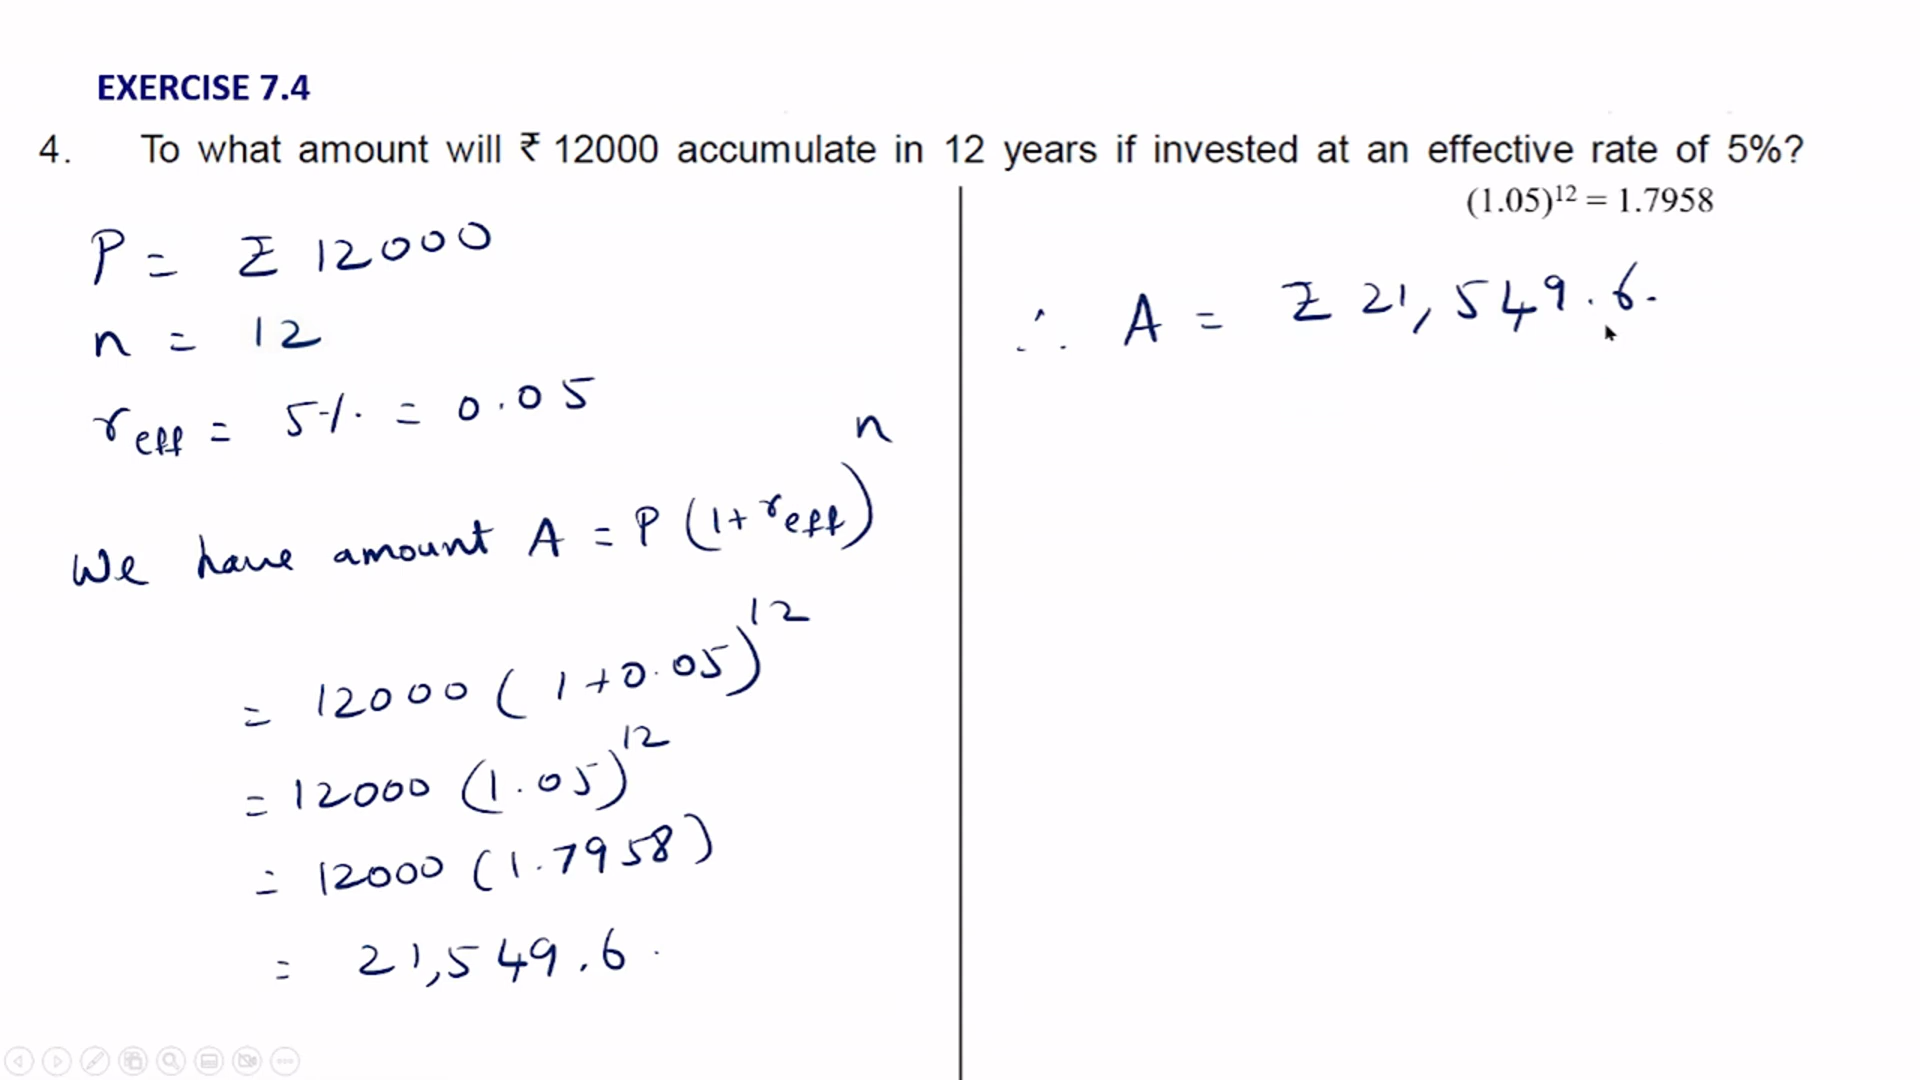 EXERCISE 7.4
4. To what amount will ₹ 12000 accumulate in 12 years if invested at an effective rate of 5%?
(1.05)¹² = 1.7958
P = ₹ 12000
n = 12
r_eff = 5% = 0.05
We have amount A = P (1 + r_eff)ⁿ
= 12000 (1 + 0.05)¹²
= 12000 (1.05)¹²
= 12000 (1.7958)
= 21,549.6.
∴ A = ₹ 21,549.6.